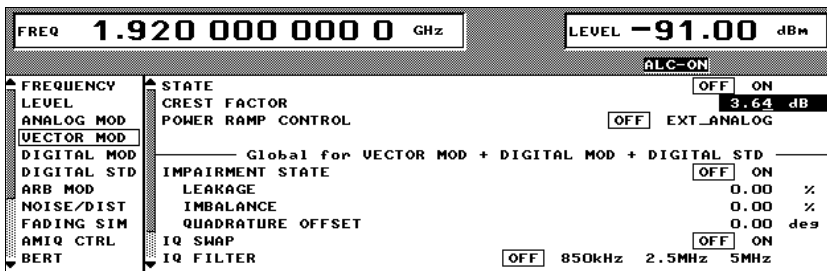 FREQ 1.920 000 000 0 GHz LEVEL -91.00 dBm
ALC-ON
FREQUENCY STATE OFF ON
LEVEL CREST FACTOR 3.64 dB
ANALOG MOD POWER RAMP CONTROL OFF EXT_ANALOG
VECTOR MOD
DIGITAL MOD Global for VECTOR MOD + DIGITAL MOD + DIGITAL STD
DIGITAL STD IMPAIRMENT STATE OFF ON
ARB MOD LEAKAGE 0.00 %
NOISE/DIST IMBALANCE 0.00 %
FADING SIM QUADRATURE OFFSET 0.00 deg
AMIQ CTRL IQ SWAP OFF ON
BERT IQ FILTER OFF 850kHz 2.5MHz 5MHz